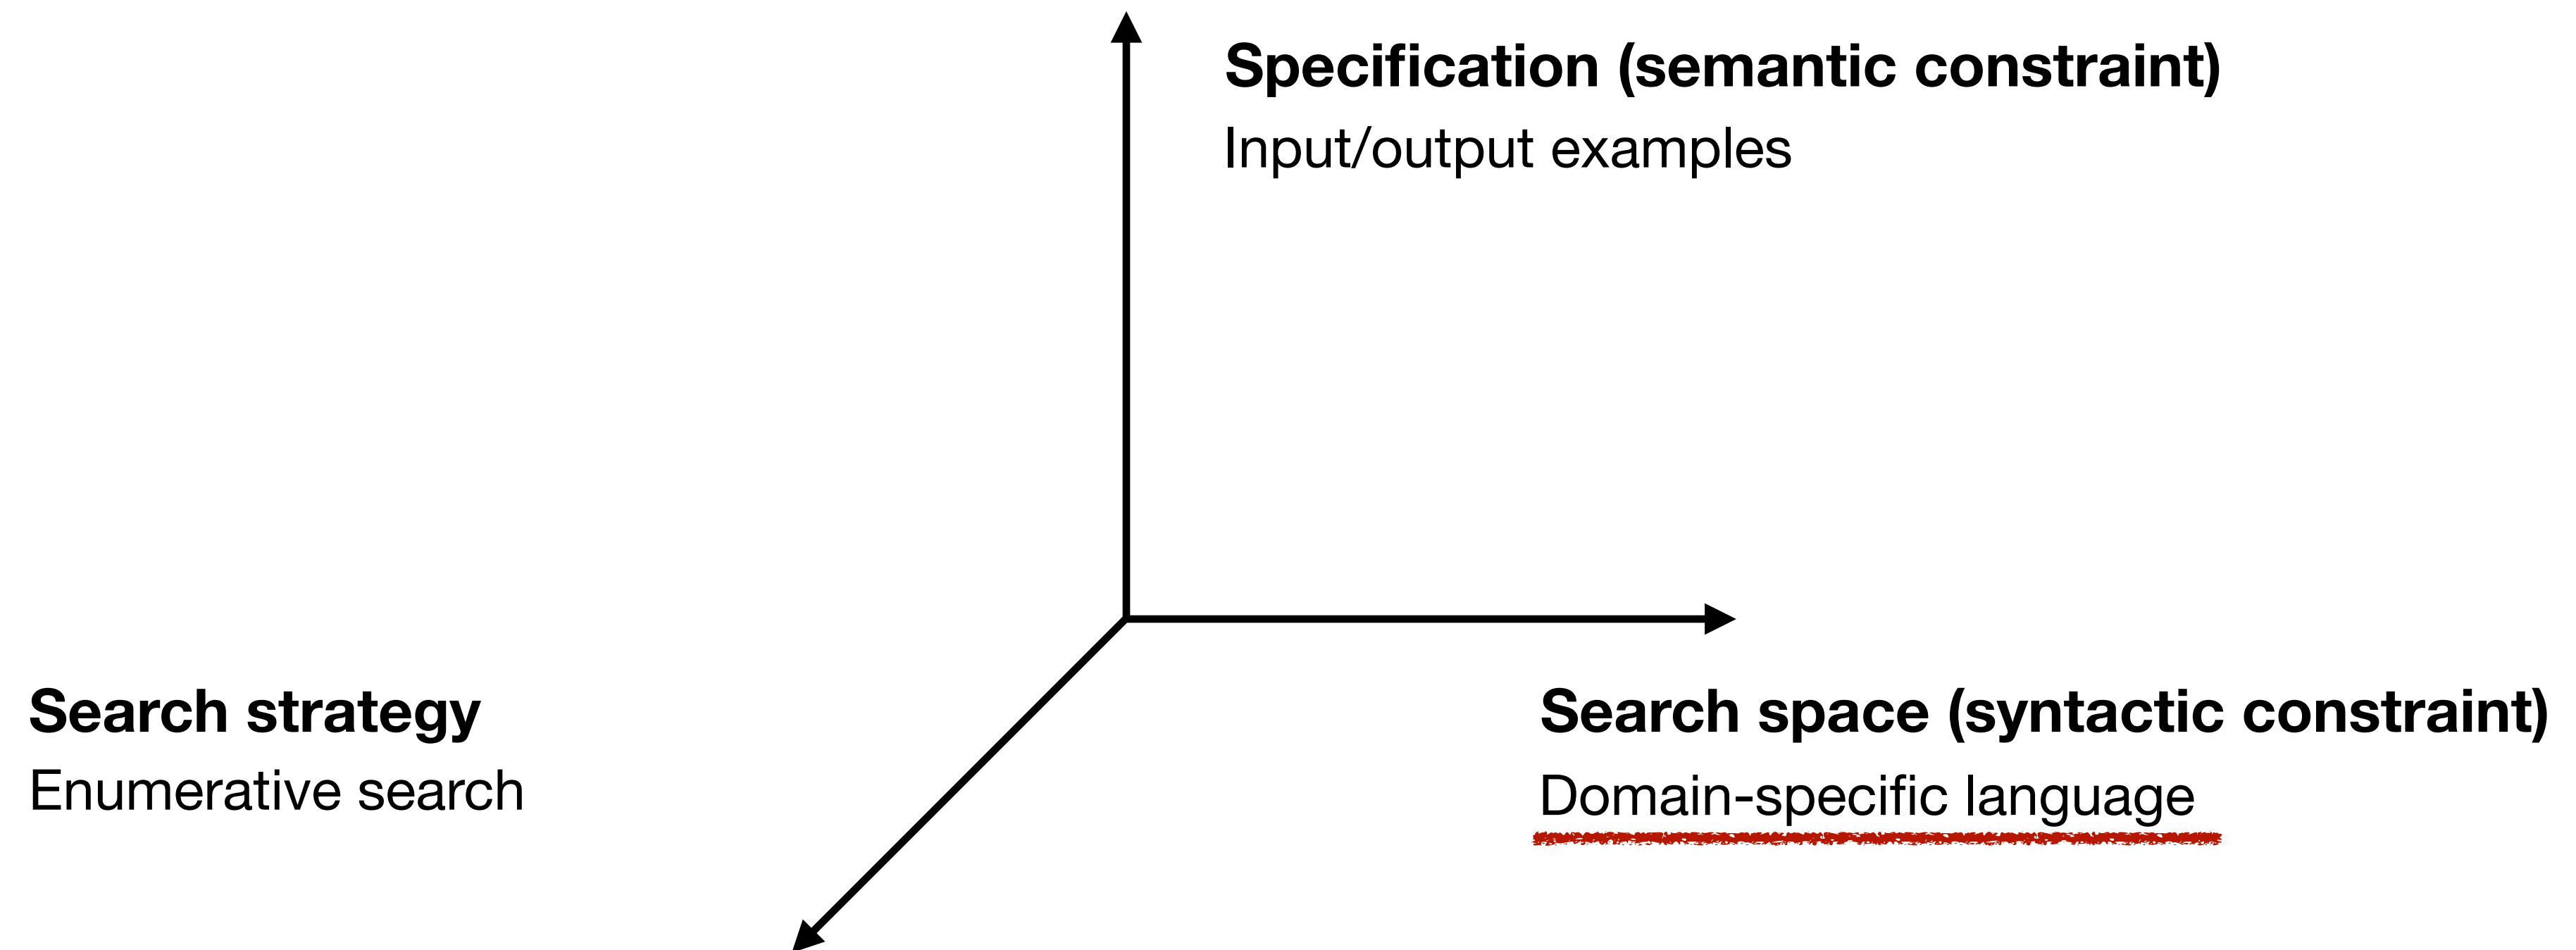 Specification (semantic constraint)
Input/output examples
Search strategy
Enumerative search
Search space (syntactic constraint)
Domain-specific language